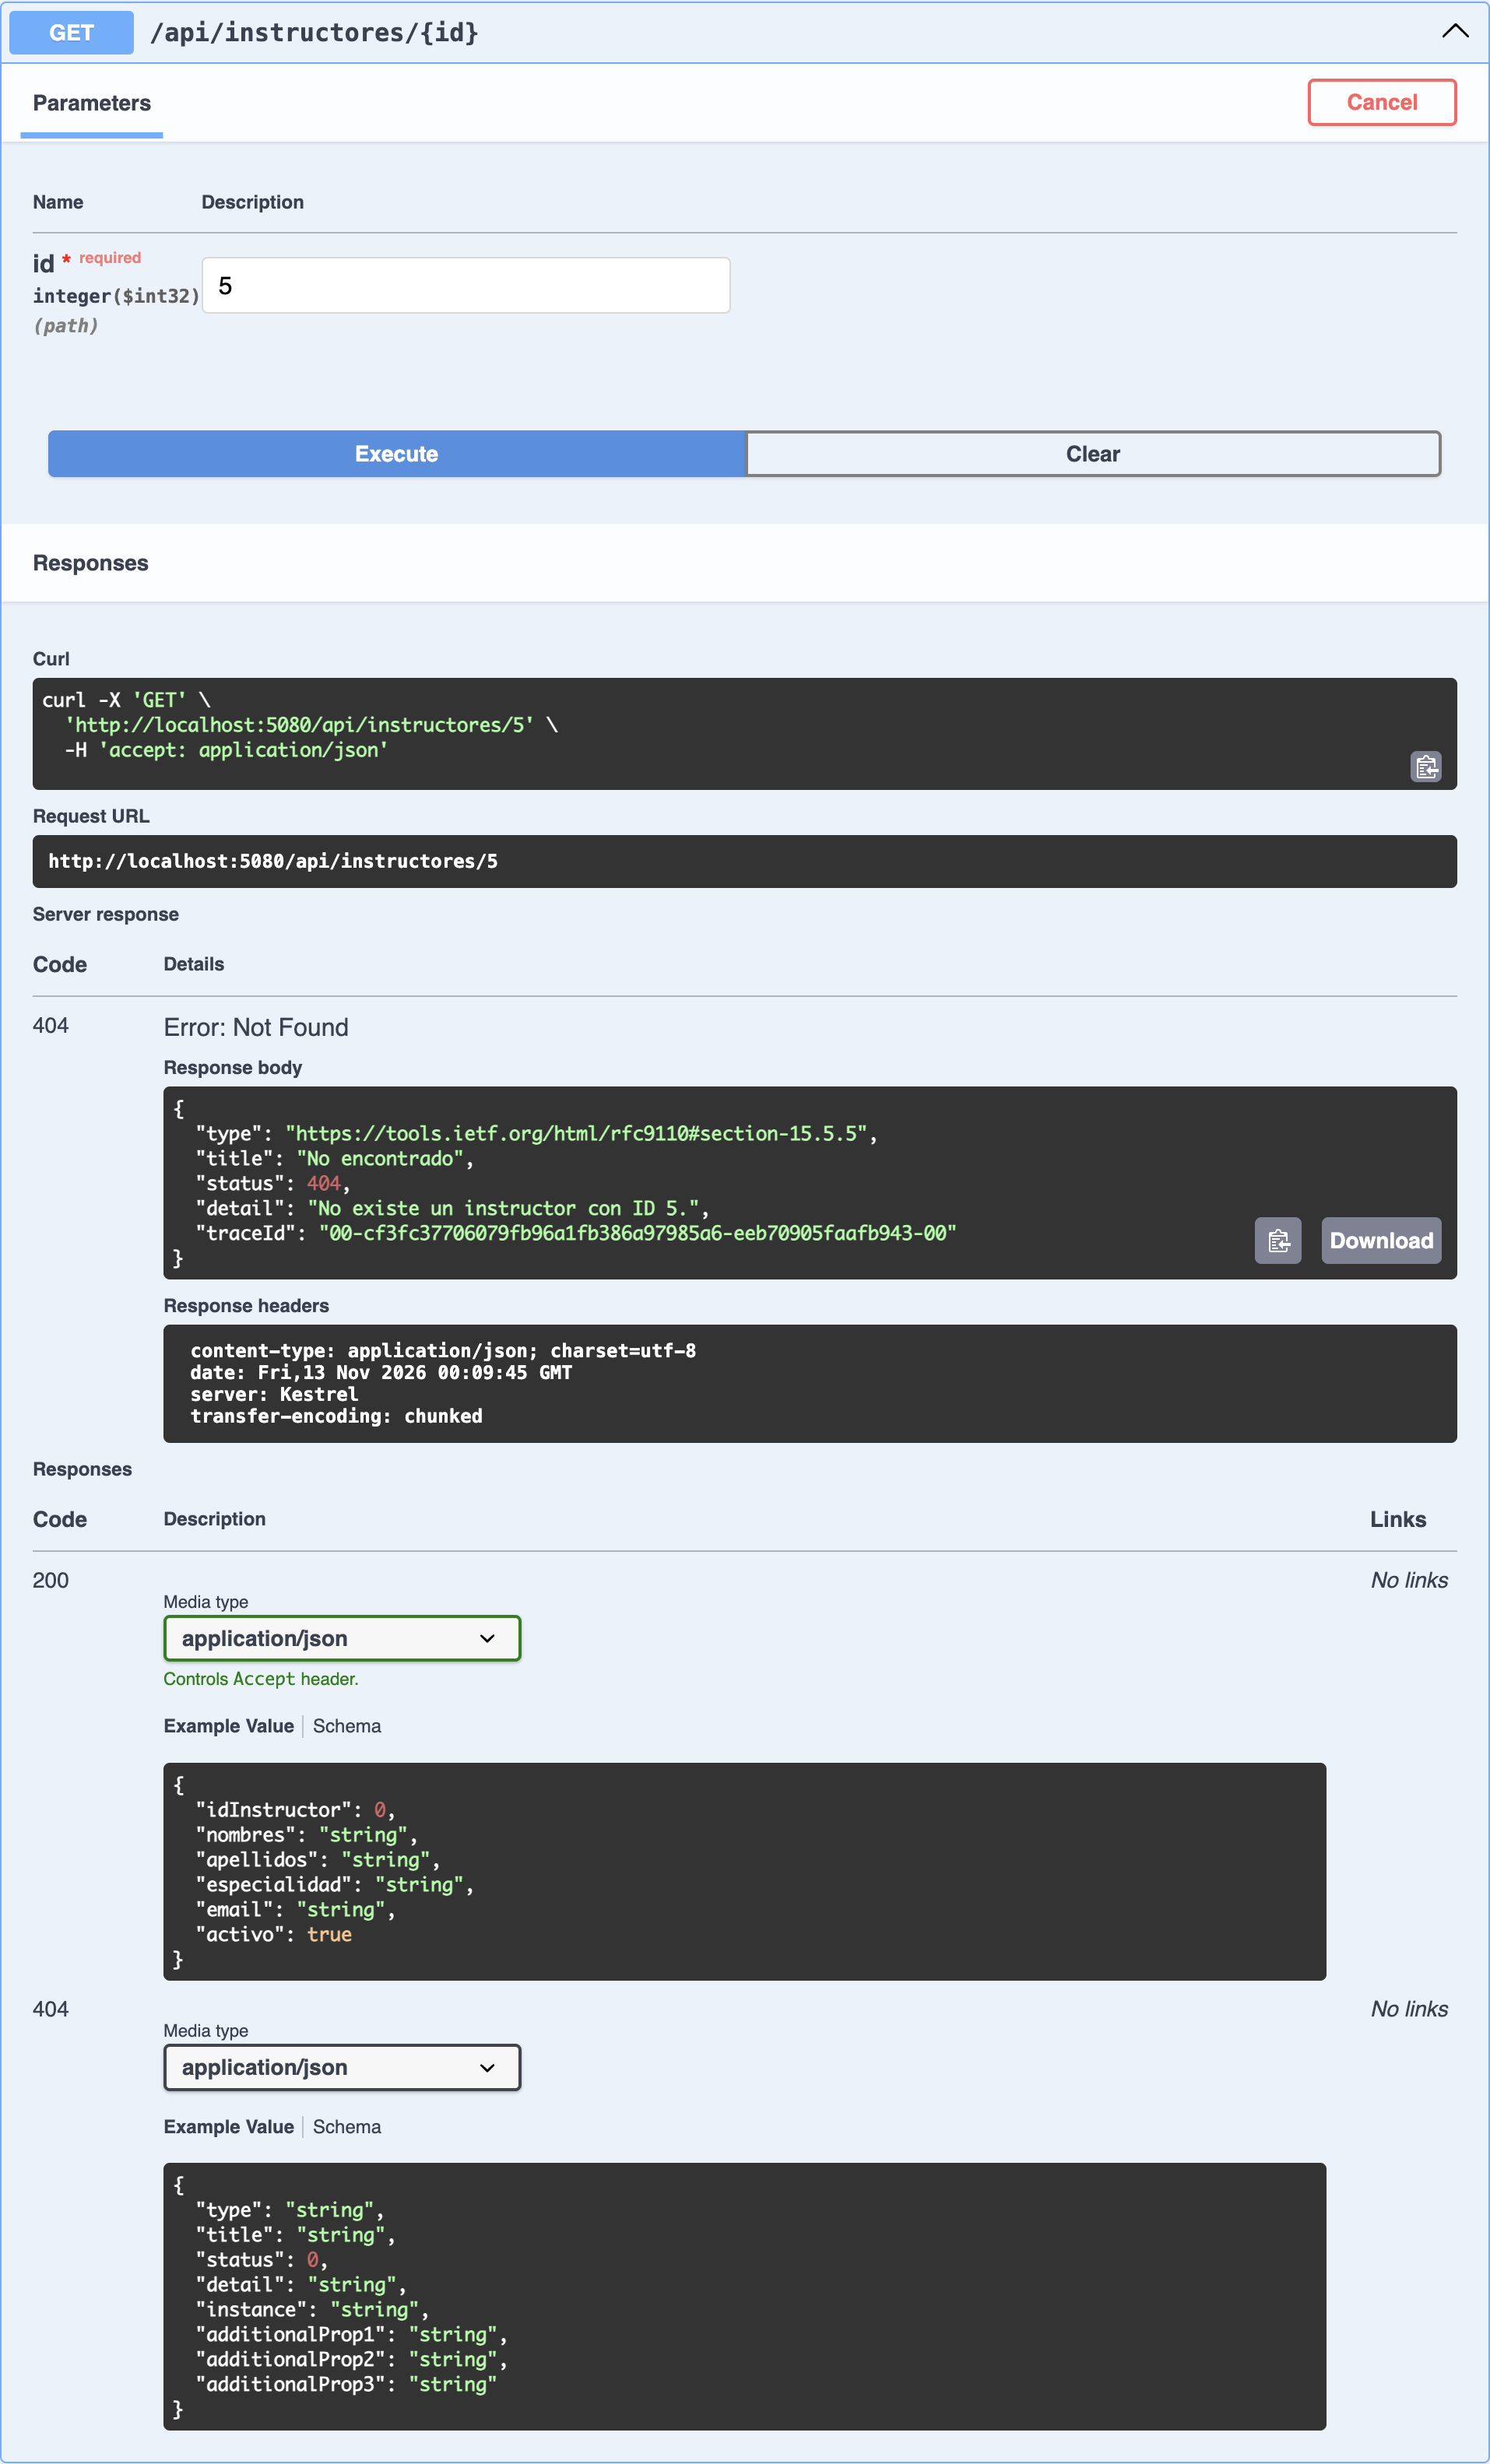 GET /api/instructores/{id}
Parameters
Cancel
Name Description
id * required
integer($int32)
(path)
5
Execute Clear
Responses
Curl
curl -X 'GET' \
'http://localhost:5080/api/instructores/5' \
-H 'accept: application/json'
Request URL
http://localhost:5080/api/instructores/5
Server response
Code Details
404 Error: Not Found
Response body
{
"type": "https://tools.ietf.org/html/rfc9110#section-15.5.5",
"title": "No encontrado",
"status": 404,
"detail": "No existe un instructor con ID 5.",
"traceId": "00-cf3fc37706079fb96a1fb386a97985a6-eeb70905faafb943-00"
}
Download
Response headers
content-type: application/json; charset=utf-8
date: Fri,13 Nov 2026 00:09:45 GMT
server: Kestrel
transfer-encoding: chunked
Responses
Code Description Links
200 No links
Media type
application/json
Controls Accept header.
Example Value Schema
{
"idInstructor": 0,
"nombres": "string",
"apellidos": "string",
"especialidad": "string",
"email": "string",
"activo": true
}
404 No links
Media type
application/json
Example Value Schema
{
"type": "string",
"title": "string",
"status": 0,
"detail": "string",
"instance": "string",
"additionalProp1": "string",
"additionalProp2": "string",
"additionalProp3": "string"
}